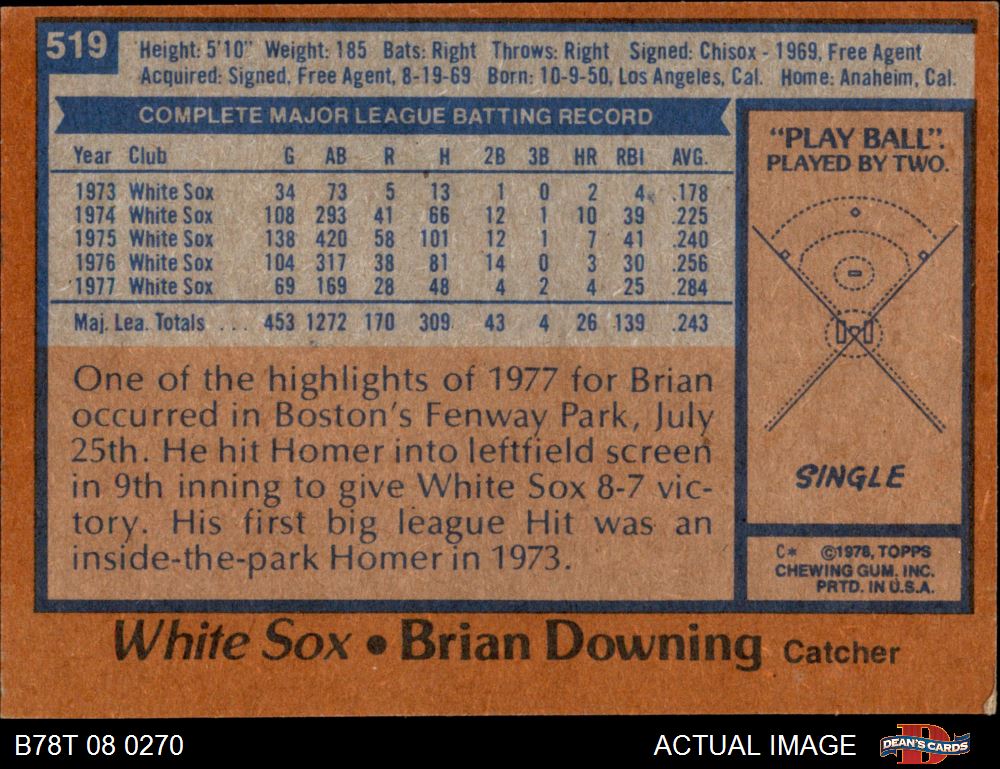 519
Height: 5'10" Weight: 185 Bats: Right Throws: Right Signed: Chisox - 1969, Free Agent
Acquired: Signed, Free Agent, 8-19-69 Born: 10-9-50, Los Angeles, Cal. Home: Anaheim, Cal.
COMPLETE MAJOR LEAGUE BATTING RECORD
Year Club G AB R H 2B 3B HR RBI AVG.
1973 White Sox 34 73 5 13 1 0 2 4 .178
1974 White Sox 108 293 41 66 12 1 10 39 .225
1975 White Sox 138 420 58 101 12 1 7 41 .240
1976 White Sox 104 317 38 81 14 0 3 30 .256
1977 White Sox 69 169 28 48 4 2 4 25 .284
Maj. Lea. Totals ... 453 1272 170 309 43 4 26 139 .243
One of the highlights of 1977 for Brian
occurred in Boston's Fenway Park, July
25th. He hit Homer into leftfield screen
in 9th inning to give White Sox 8-7 vic-
tory. His first big league Hit was an
inside-the-park Homer in 1973.
"PLAY BALL".
PLAYED BY TWO.
SINGLE
C* ©1978, TOPPS
CHEWING GUM. INC.
PRTD. IN U.S.A.
White Sox • Brian Downing Catcher
B78T 08 0270
ACTUAL IMAGE
D
DEAN'S CARDS